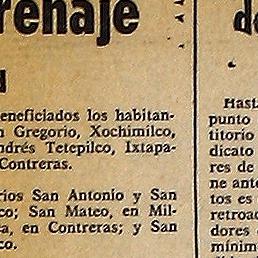 renaje
eneficiados los habitan-
n Gregorio, Xochimilco,
ndrés Tetepilco, Ixtapa-
Contreras.
rios San Antonio y San
co; San Mateo, en Mil-
a, en Contreras; y San
co.
de
Hast
punto
titorio
dicato
res de
ne ante
tos es
retroac
dores
mínim